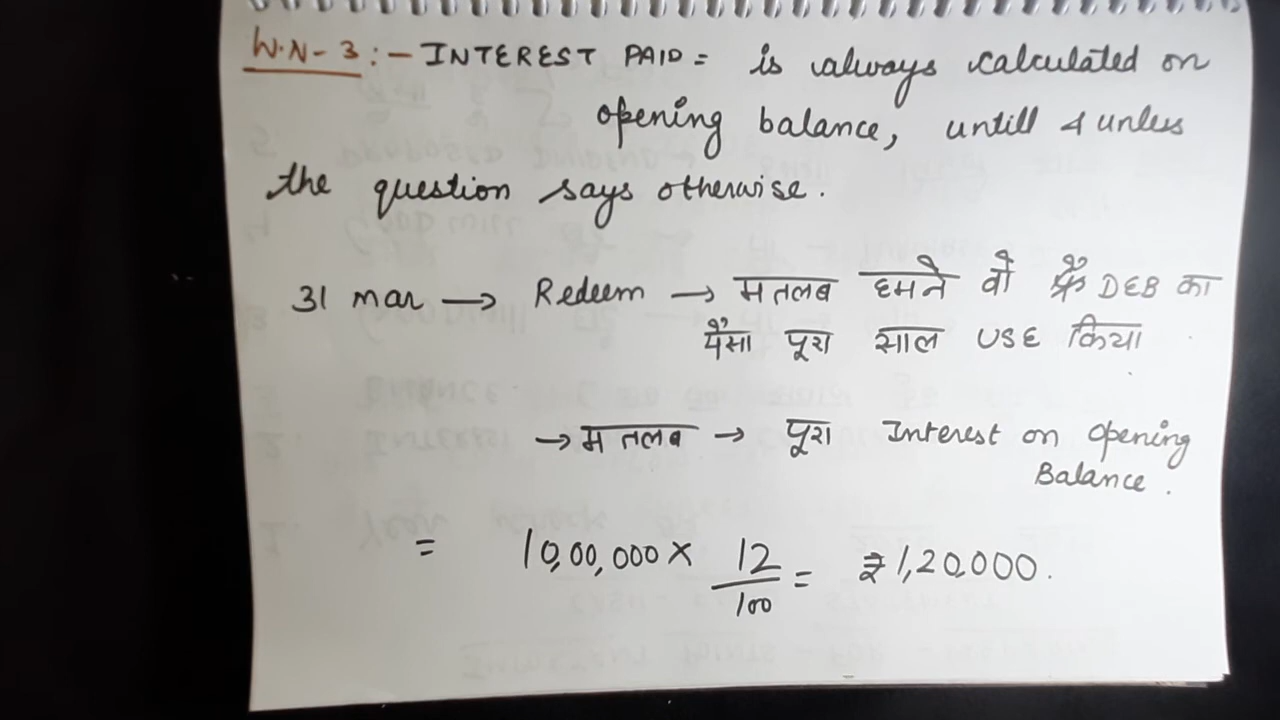 W.N-3:- INTEREST PAID = is always calculated on
opening balance, untill & unless
the question says otherwise.
31 mar → Redeem → मतलब हमने वो DEB का
पैसा पूरा साल USE किया
→ मतलब → पूरा Interest on opening
Balance.
= 10,00,000 × 12/100 = ₹1,20,000.